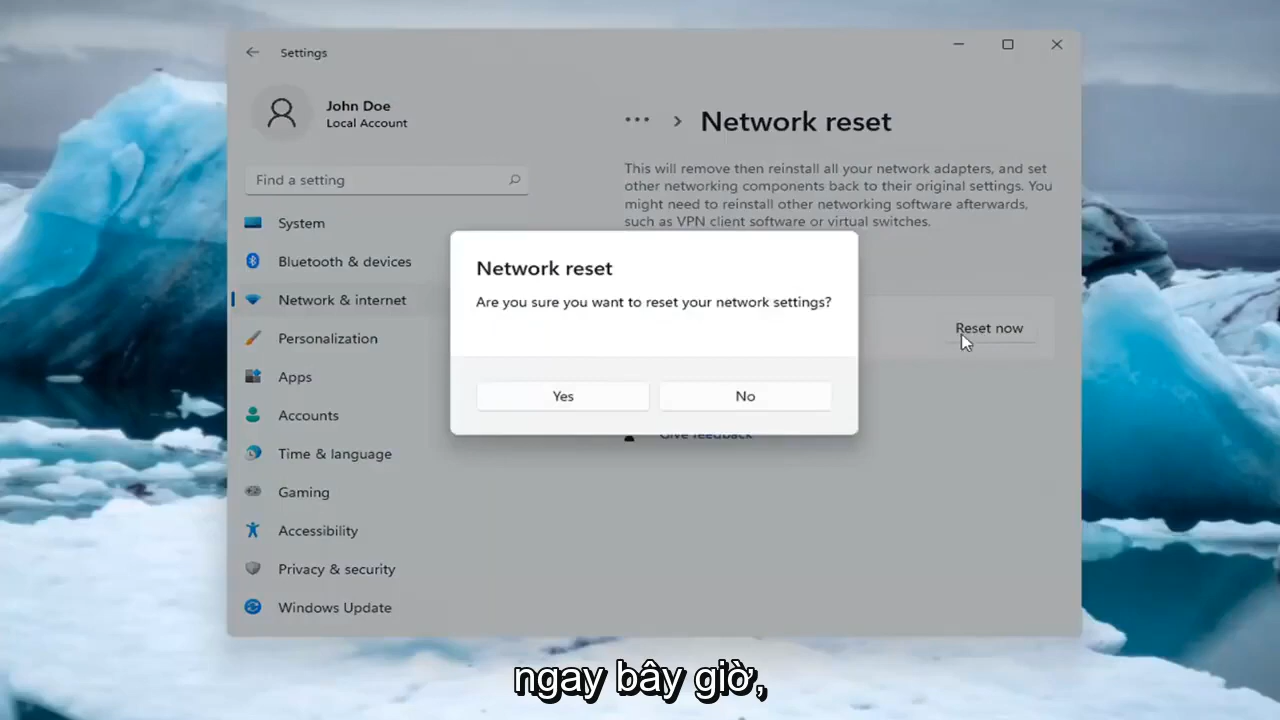 Settings
John Doe
Local Account
Find a setting
System
Bluetooth & devices
Network & internet
Personalization
Apps
Accounts
Time & language
Gaming
Accessibility
Privacy & security
Windows Update
... > Network reset
This will remove then reinstall all your network adapters, and set
other networking components back to their original settings. You
might need to reinstall other networking software afterwards,
such as VPN client software or virtual switches.
Reset now
Give feedback
Network reset
Are you sure you want to reset your network settings?
Yes
No
ngay bây giờ,